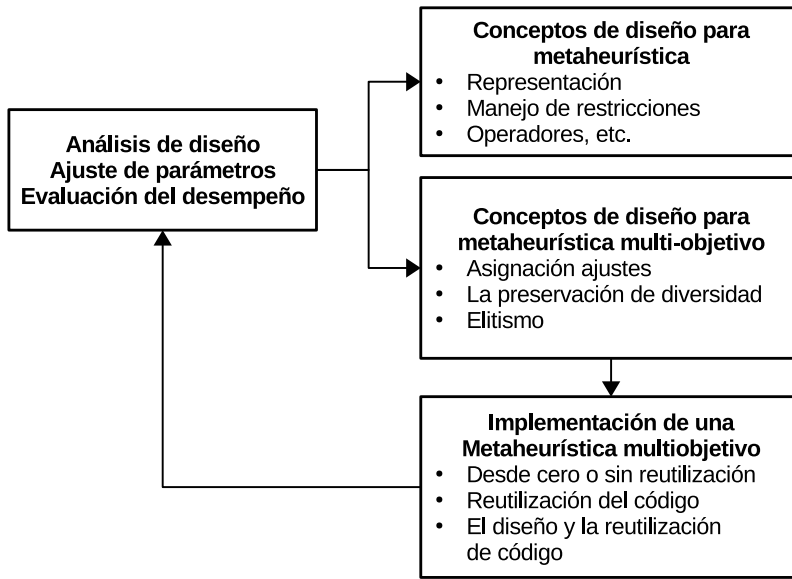 Conceptos de diseño para
metaheurística
• Representación
• Manejo de restricciones
• Operadores, etc.
Análisis de diseño
Ajuste de parámetros
Evaluación del desempeño
Conceptos de diseño para
metaheurística multi-objetivo
• Asignación ajustes
• La preservación de diversidad
• Elitismo
Implementación de una
Metaheurística multiobjetivo
• Desde cero o sin reutilización
• Reutilización del código
• El diseño y la reutilización
de código